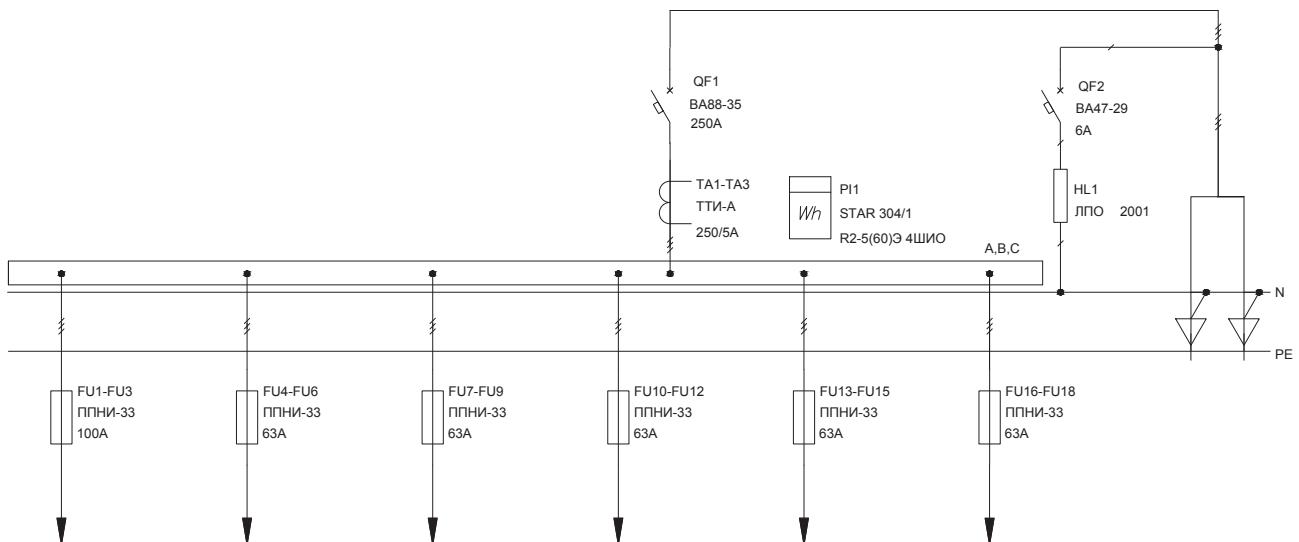 QF1
ВА88-35
250А
QF2
ВА47-29
6А
ТА1-ТА3
ТТИ-А
250/5А
Wh
PI1
STAR 304/1
R2-5(60)Э 4ШИО
HL1
ЛПО 2001
A,B,C
N
PE
FU1-FU3
ППНИ-33
100А
FU4-FU6
ППНИ-33
63А
FU7-FU9
ППНИ-33
63А
FU10-FU12
ППНИ-33
63А
FU13-FU15
ППНИ-33
63А
FU16-FU18
ППНИ-33
63А